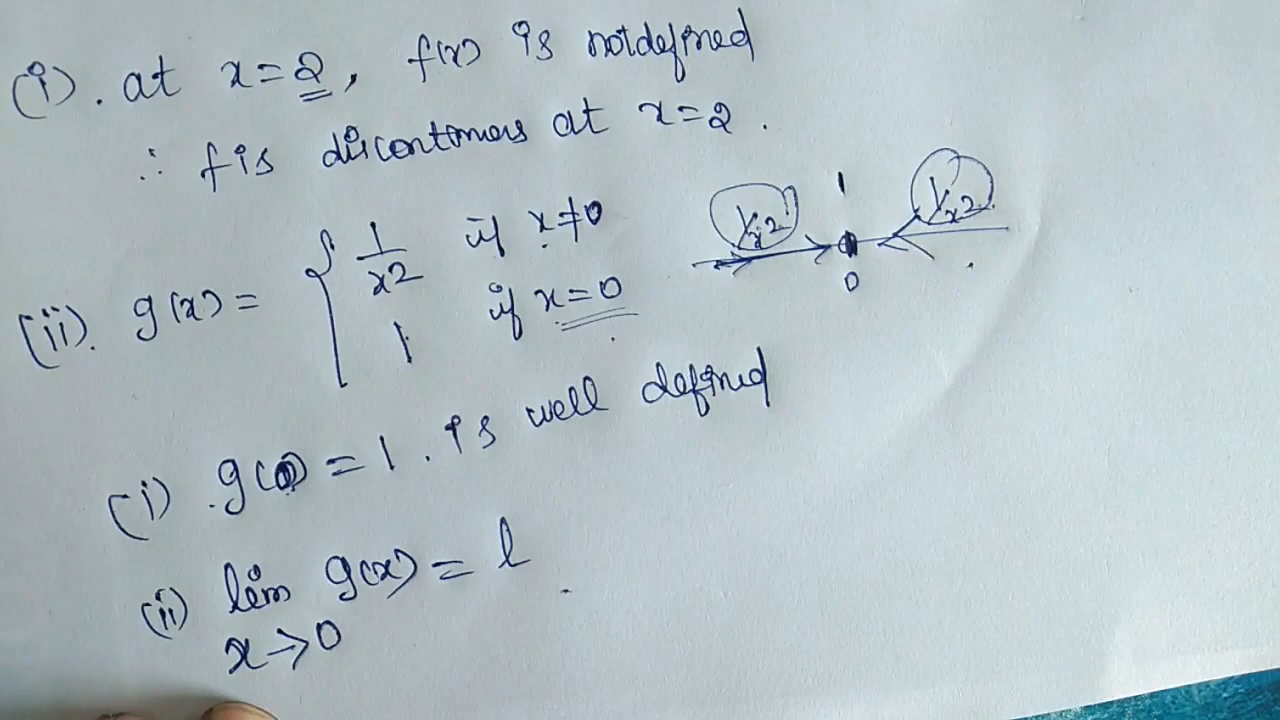 (i). at x=2, f(x) is notdefined
∴ f is discontinuous at x=2.
(ii). g(x) = { 1/x2 if x≠0
1 if x=0
1/x2 1 1/x2
0
(i) .g(0) = 1. is well defined
(ii) lim g(x) = l
x→0